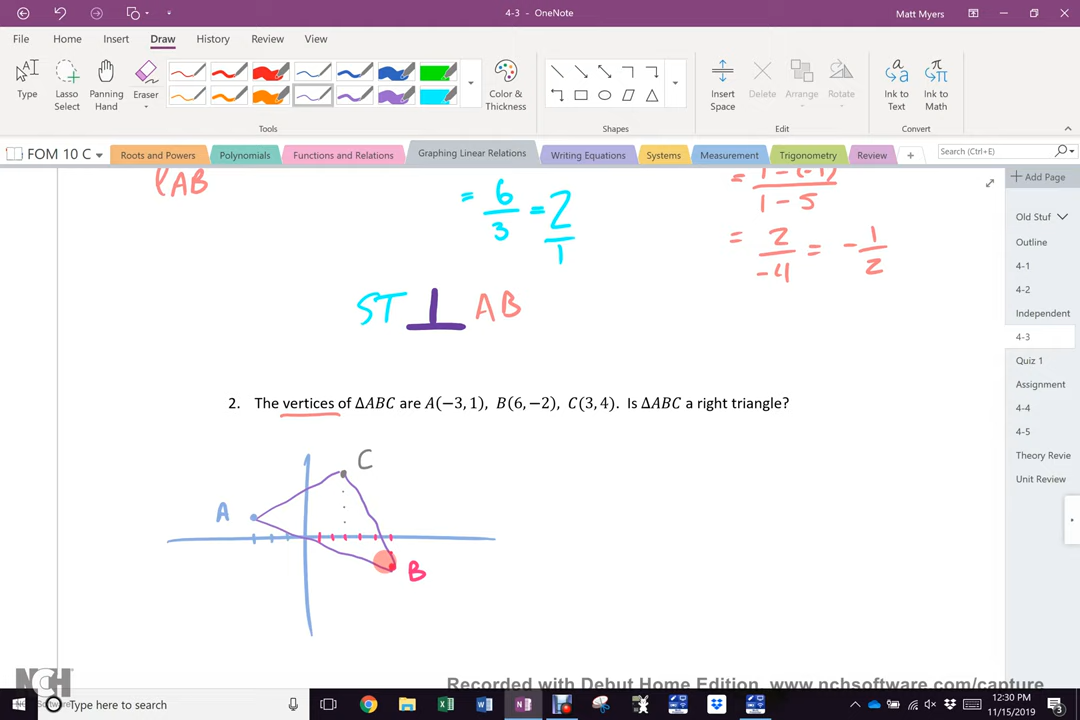 4-3 - OneNote
Matt Myers
File Home Insert Draw History Review View
Type
Lasso Select
Panning Hand
Eraser
Color & Thickness
Insert Space
Delete
Arrange
Rotate
Ink to Text
Ink to Math
Tools
Shapes
Edit
Convert
FOM 10 C
Roots and Powers
Polynomials
Functions and Relations
Graphing Linear Relations
Writing Equations
Systems
Measurement
Trigonometry
Review
Search (Ctrl+E)
Add Page
Old Stuf
Outline
4-1
4-2
Independent
4-3
Quiz 1
Assignment
4-4
4-5
Theory Revie
Unit Review
AB
= 6/3 = 2/1
= 1-(-1)/1-5
= 2/-4 = -1/2
ST ⊥ AB
2. The vertices of ΔABC are A(−3, 1), B(6, −2), C(3, 4). Is ΔABC a right triangle?
C
A
B
NCH
Recorded with Debut Home Edition. www.nchsoftware.com/capture
Type here to search
12:30 PM
11/15/2019
3